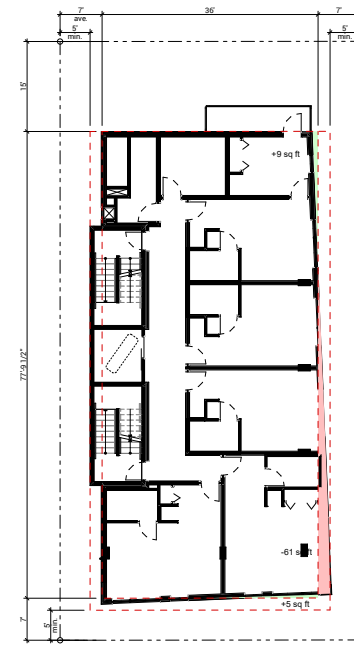 7' 36' 7'
ave.
5' 5'
min. min.
15'
+9 sq ft
77'-9 1/2"
-61 sq ft
+5 sq ft
7'
5'
min.